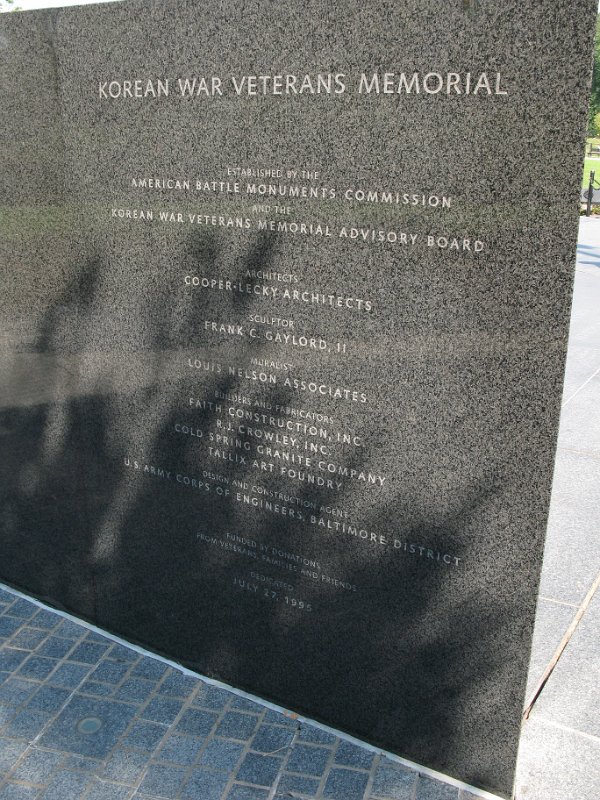 KOREAN WAR VETERANS MEMORIAL
ESTABLISHED BY THE
AMERICAN BATTLE MONUMENTS COMMISSION
AND THE
KOREAN WAR VETERANS MEMORIAL ADVISORY BOARD
ARCHITECTS
COOPER·LECKY ARCHITECTS
SCULPTOR
FRANK C. GAYLORD, II
MURALIST
LOUIS NELSON ASSOCIATES
BUILDERS AND FABRICATORS
FAITH CONSTRUCTION, INC.
R.J. CROWLEY, INC.
COLD SPRING GRANITE COMPANY
TALLIX ART FOUNDRY
DESIGN AND CONSTRUCTION AGENT
U.S. ARMY CORPS OF ENGINEERS, BALTIMORE DISTRICT
FUNDED BY DONATIONS
FROM VETERANS, FAMILIES AND FRIENDS
DEDICATED
JULY 27, 1995